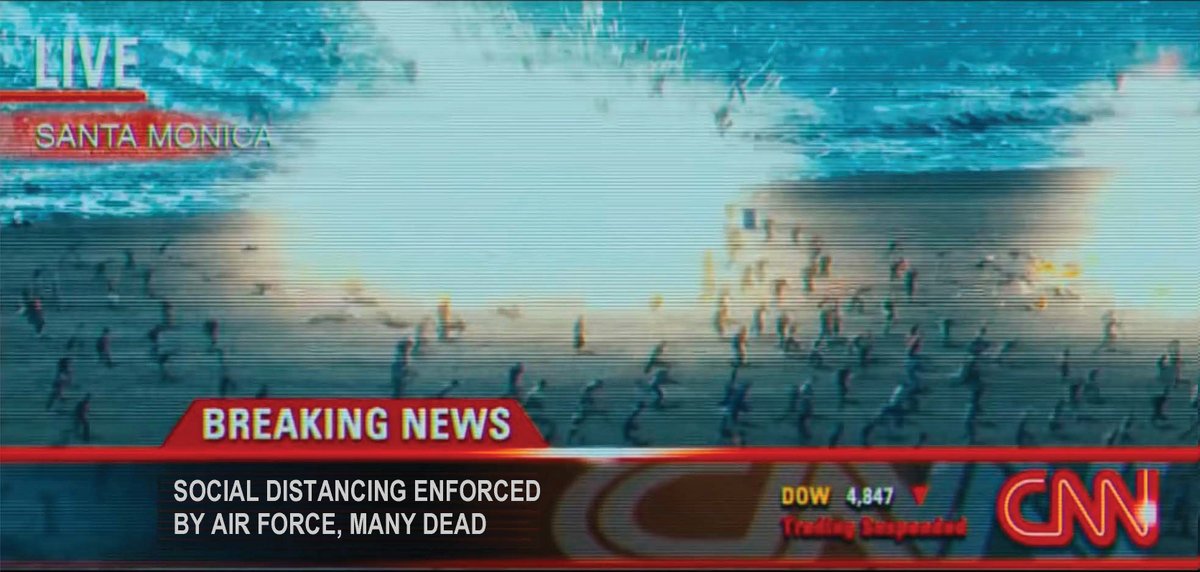 LIVE
SANTA MONICA
BREAKING NEWS
SOCIAL DISTANCING ENFORCED
BY AIR FORCE, MANY DEAD
DOW 4,847 ▼
Trading Suspended
CNN